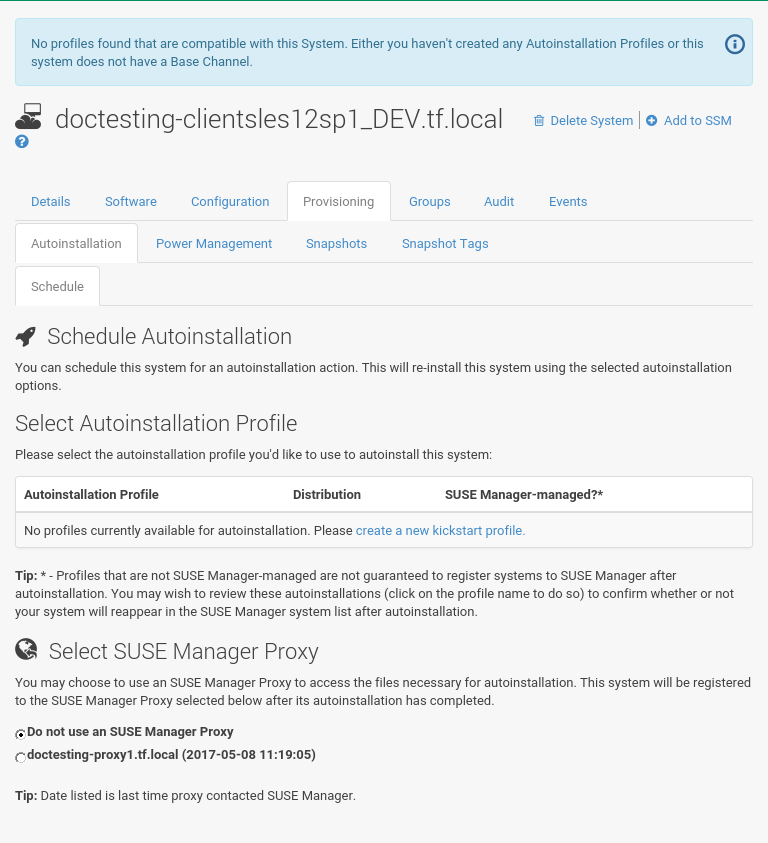 No profiles found that are compatible with this System. Either you haven't created any Autoinstallation Profiles or this
system does not have a Base Channel.
doctesting-clientsles12sp1_DEV.tf.local
Delete System
Add to SSM
Details Software Configuration Provisioning Groups Audit Events
Autoinstallation Power Management Snapshots Snapshot Tags
Schedule
Schedule Autoinstallation
You can schedule this system for an autoinstallation action. This will re-install this system using the selected autoinstallation
options.
Select Autoinstallation Profile
Please select the autoinstallation profile you'd like to use to autoinstall this system:
Autoinstallation Profile Distribution SUSE Manager-managed?*
No profiles currently available for autoinstallation. Please create a new kickstart profile.
Tip: * - Profiles that are not SUSE Manager-managed are not guaranteed to register systems to SUSE Manager after
autoinstallation. You may wish to review these autoinstallations (click on the profile name to do so) to confirm whether or not
your system will reappear in the SUSE Manager system list after autoinstallation.
Select SUSE Manager Proxy
You may choose to use an SUSE Manager Proxy to access the files necessary for autoinstallation. This system will be registered
to the SUSE Manager Proxy selected below after its autoinstallation has completed.
Do not use an SUSE Manager Proxy
doctesting-proxy1.tf.local (2017-05-08 11:19:05)
Tip: Date listed is last time proxy contacted SUSE Manager.